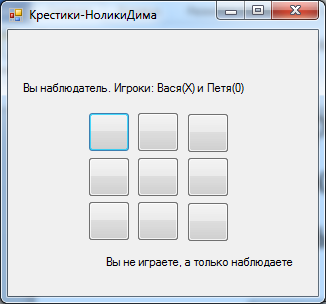 Крестики-НоликиДима
Вы наблюдатель. Игроки: Вася(X) и Петя(0)
Вы не играете, а только наблюдаете